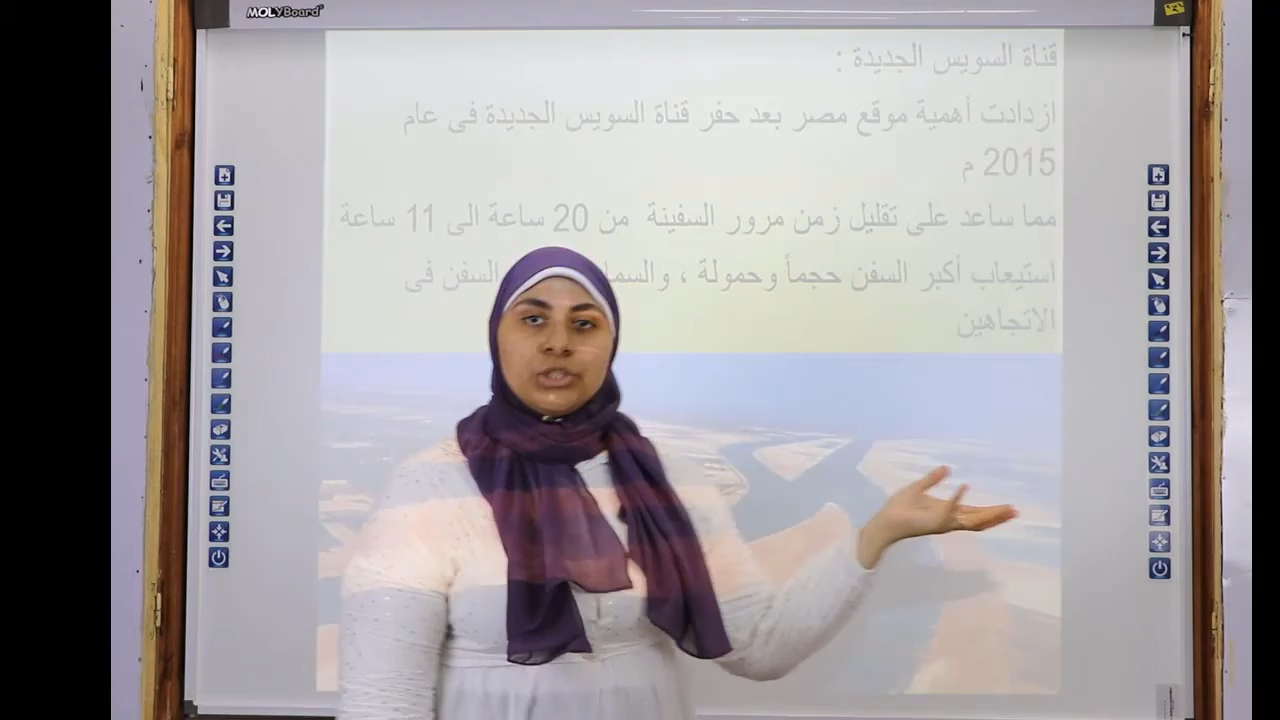 MOLYBoard
قناة السويس الجديدة :
ازدادت أهمية موقع مصر بعد حفر قناة السويس الجديدة فى عام
2015 م
مما ساعد على تقليل زمن مرور السفينة من 20 ساعة الى 11 ساعة
استيعاب أكبر السفن حجماً وحمولة ، السفن فى
الاتجاهين